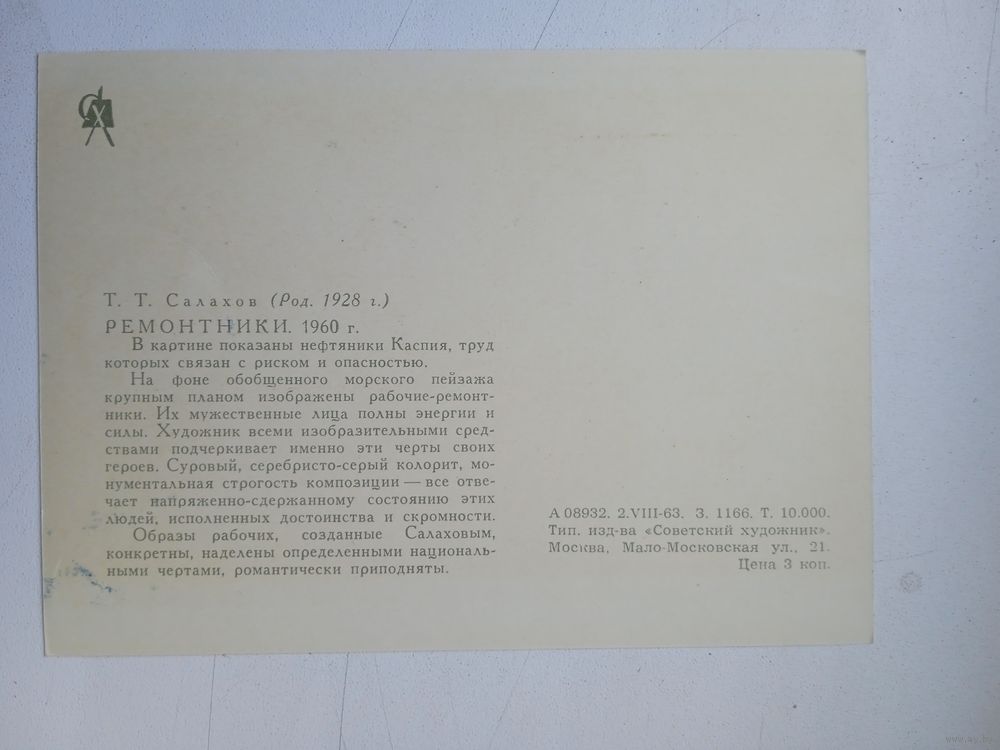 СХ
Т. Т. Салахов (Род. 1928 г.)
РЕМОНТНИКИ. 1960 г.
В картине показаны нефтяники Каспия, труд
которых связан с риском и опасностью.
На фоне обобщенного морского пейзажа
крупным планом изображены рабочие-ремонт-
ники. Их мужественные лица полны энергии и
силы. Художник всеми изобразительными сред-
ствами подчеркивает именно эти черты своих
героев. Суровый, серебристо-серый колорит, мо-
нументальная строгость композиции — все отве-
чает напряженно-сдержанному состоянию этих
людей, исполненных достоинства и скромности.
Образы рабочих, созданные Салаховым,
конкретны, наделены определенными националь-
ными чертами, романтически приподняты.
А 08932. 2.VIII-63. З. 1166. Т. 10.000.
Тип. изд-ва «Советский художник».
Москва, Мало-Московская ул., 21.
Цена 3 коп.